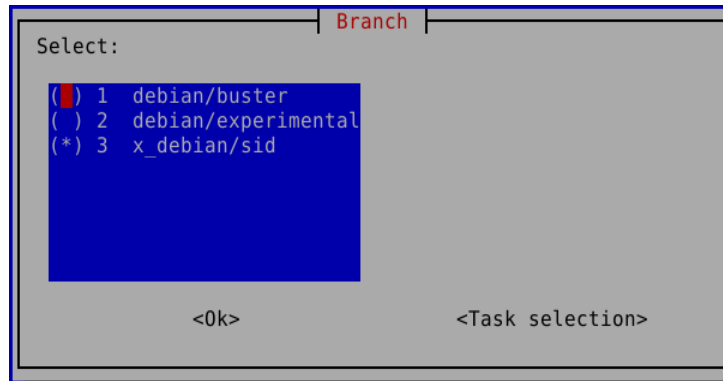 Branch
Select:
( ) 1 debian/buster
( ) 2 debian/experimental
(*) 3 x_debian/sid
<Ok> <Task selection>